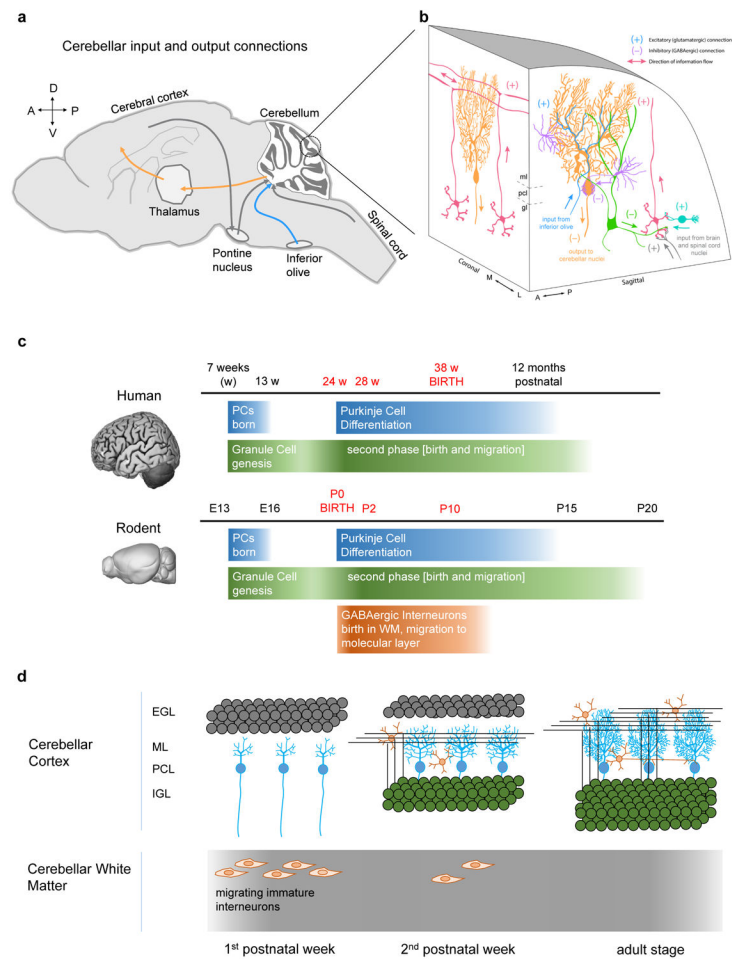 a
Cerebellar input and output connections
D
A P
V
Cerebral cortex
Cerebellum
Thalamus
Pontine
nucleus
Inferior
olive
Spinal cord
b
(+) Excitatory (glutamatergic) connection
(−) Inhibitory (GABAergic) connection
Direction of information flow
(+)
(+)
(+)
(−)
(−)
(−)
(−)
(+)
(+)
ml
pcl
gl
input from
inferior olive
output to
cerebellar nuclei
input from brain
and spinal cord
nuclei
Coronal
M
L
A P
Sagittal
c
7 weeks
(w)
13 w
24 w
28 w
38 w
BIRTH
12 months
postnatal
Human
PCs
born
Purkinje Cell
Differentiation
Granule Cell
genesis
second phase [birth and migration]
E13
E16
P0
BIRTH
P2
P10
P15
P20
Rodent
PCs
born
Purkinje Cell
Differentiation
Granule Cell
genesis
second phase [birth and migration]
GABAergic Interneurons
birth in WM, migration to
molecular layer
d
Cerebellar
Cortex
EGL
ML
PCL
IGL
Cerebellar White
Matter
migrating immature
interneurons
1st postnatal week
2nd postnatal week
adult stage